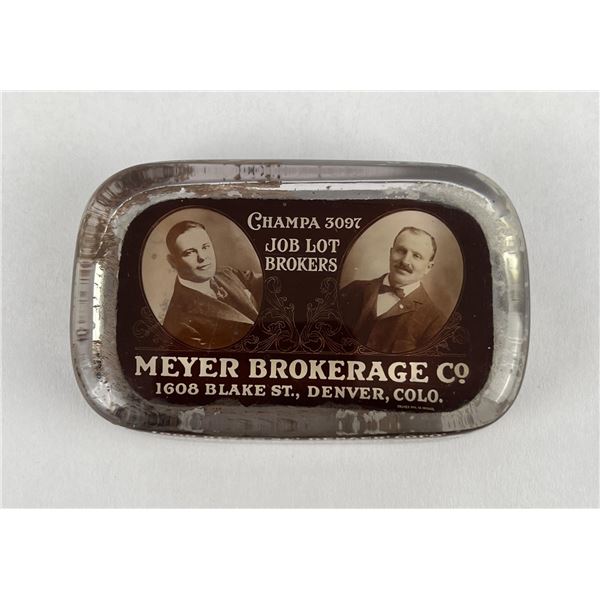 CHAMPA 3097
JOB LOT
BROKERS
MEYER BROKERAGE CO.
1608 BLAKE ST., DENVER, COLO.